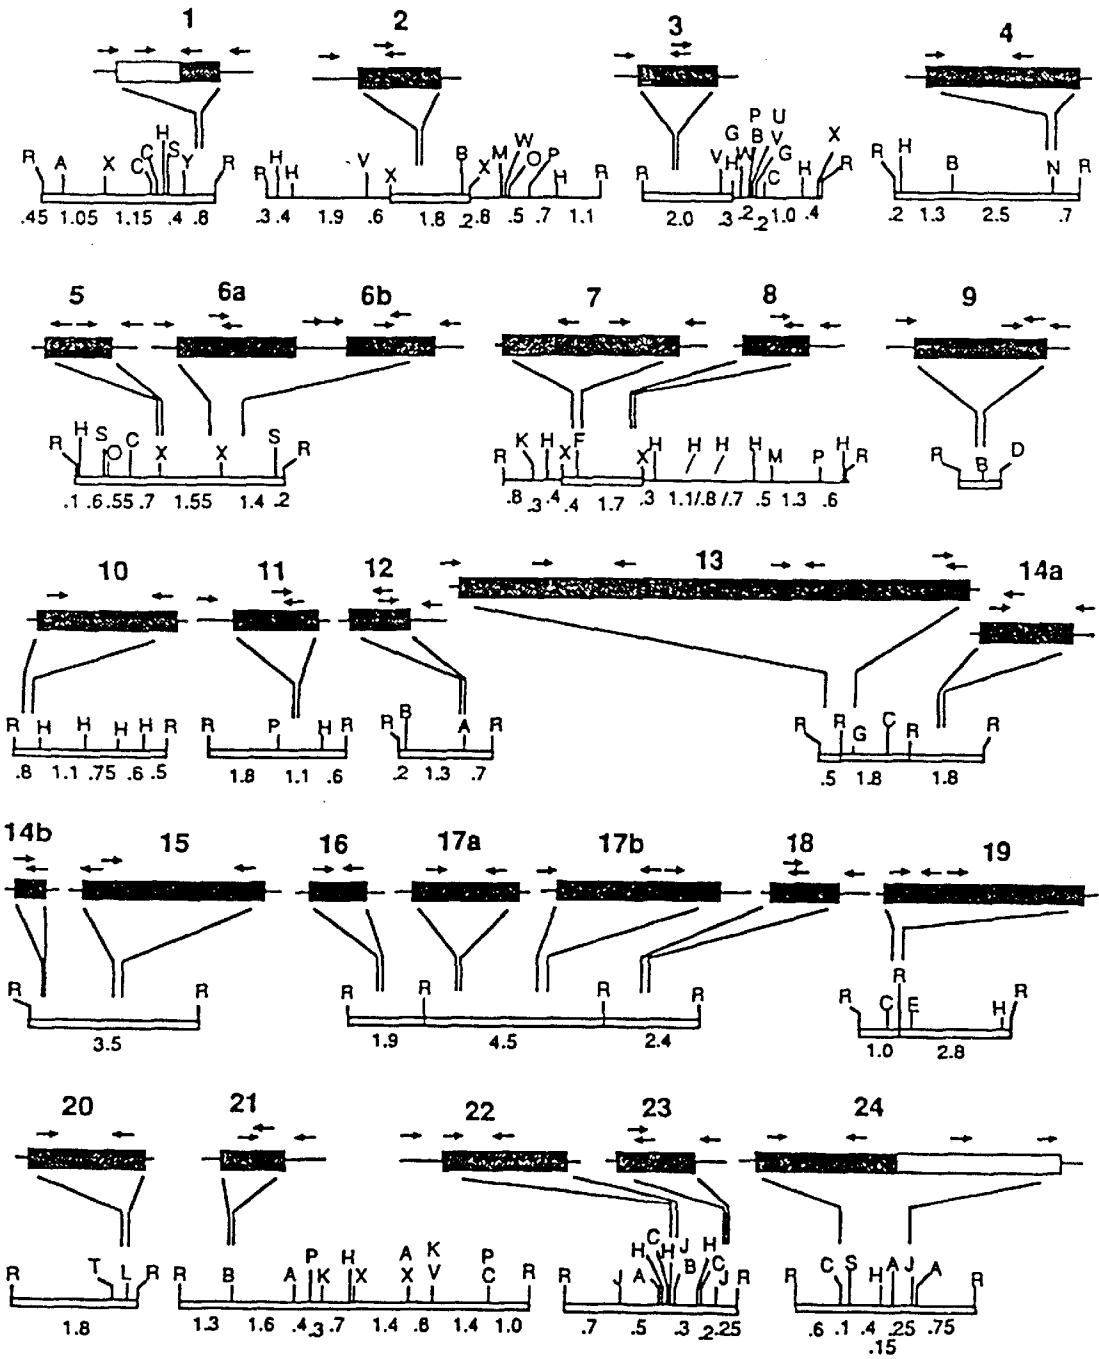 1 2 3 4
R A X C C H S Y R
R H H V X B X M W O P H R
R V H G W P B U V G C H X R
R H B N R
.45 1.05 1.15 .4 .8
.3 .4 1.9 .6 1.8 .2 .8 .5 .7 1.1
2.0 .3 .2 .2 1.0 .4
.2 1.3 2.5 .7
5 6a 6b 7 8 9
R H S O C X X S R
R K H X F X H H H H M P H R
R B D
.1 .6 .55 .7 1.55 1.4 .2
.8 .3 .4 .4 1.7 .3 1.1/.8/.7 .5 1.3 .6
10 11 12 13 14a
R H H H H R
R P H R
R B A R
R R G C R R
.8 1.1 .75 .6 .5
1.8 1.1 .6
.2 1.3 .7
.5 1.8 1.8
14b 15 16 17a 17b 18 19
R R
R R R R
R C R E H R
3.5
1.9 4.5 2.4
1.0 2.8
20 21 22 23 24
R T L R
R B A P K H X A X K V P C R
R J A H C H J B H C J R
R C S H A J A R
1.8
1.3 1.6 .4 .3 .7 1.4 .6 1.4 1.0
.7 .5 .3 .2 .25
.6 .1 .4 .15 .25 .75